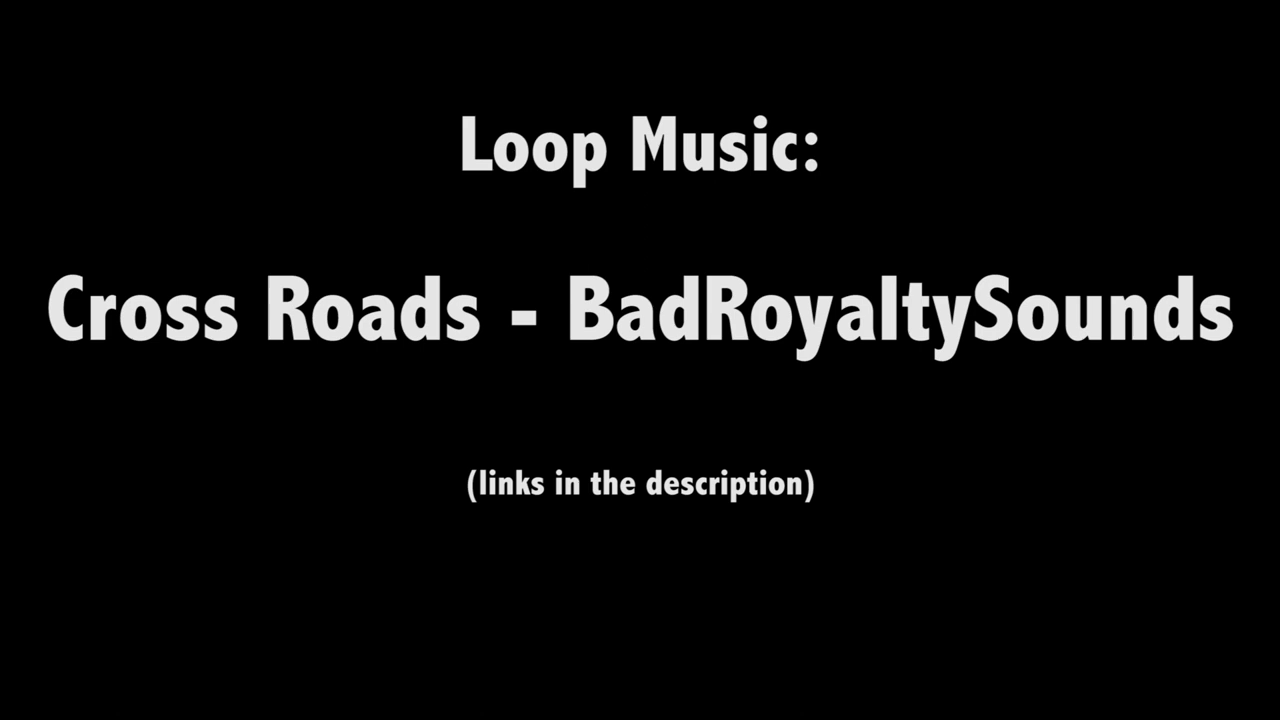 Loop Music:
Cross Roads - BadRoyaltySounds
(links in the description)